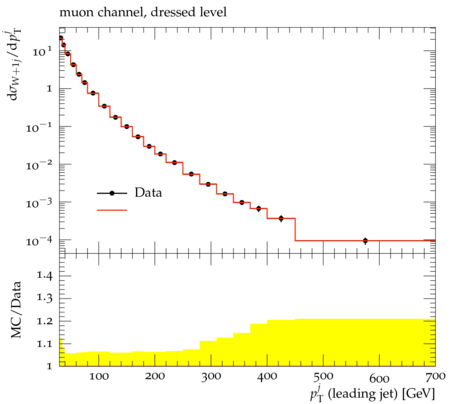 muon channel, dressed level
dσ_{W+1j}/dp_T^j
10^1
1
10^{-1}
10^{-2}
10^{-3}
10^{-4}
Data
MC/Data
1.4
1.3
1.2
1.1
1
100 200 300 400 500 600 700
p_T^j (leading jet) [GeV]